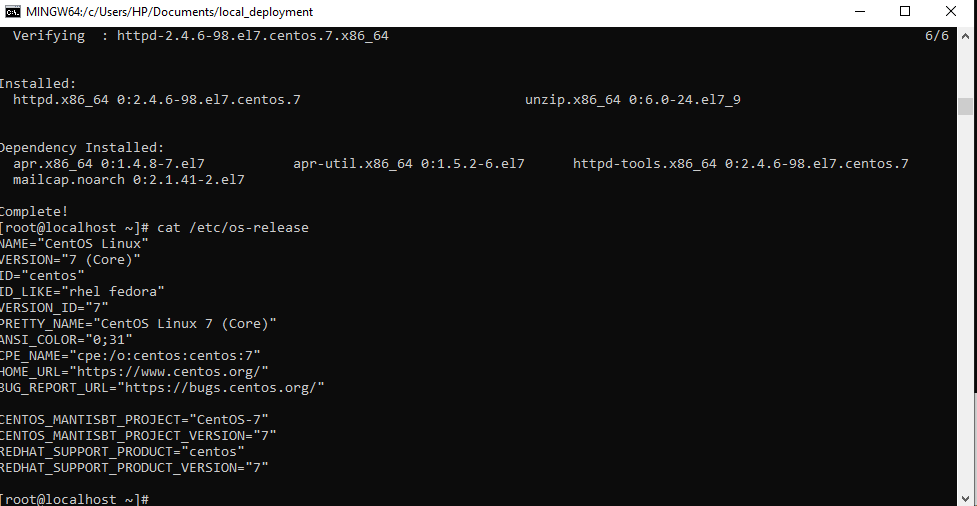 MINGW64:/c/Users/HP/Documents/local_deployment
Verifying : httpd-2.4.6-98.el7.centos.7.x86_64 6/6
Installed:
httpd.x86_64 0:2.4.6-98.el7.centos.7 unzip.x86_64 0:6.0-24.el7_9
Dependency Installed:
apr.x86_64 0:1.4.8-7.el7 apr-util.x86_64 0:1.5.2-6.el7 httpd-tools.x86_64 0:2.4.6-98.el7.centos.7
mailcap.noarch 0:2.1.41-2.el7
Complete!
[root@localhost ~]# cat /etc/os-release
NAME="CentOS Linux"
VERSION="7 (Core)"
ID="centos"
ID_LIKE="rhel fedora"
VERSION_ID="7"
PRETTY_NAME="CentOS Linux 7 (Core)"
ANSI_COLOR="0;31"
CPE_NAME="cpe:/o:centos:centos:7"
HOME_URL="https://www.centos.org/"
BUG_REPORT_URL="https://bugs.centos.org/"
CENTOS_MANTISBT_PROJECT="CentOS-7"
CENTOS_MANTISBT_PROJECT_VERSION="7"
REDHAT_SUPPORT_PRODUCT="centos"
REDHAT_SUPPORT_PRODUCT_VERSION="7"
[root@localhost ~]#